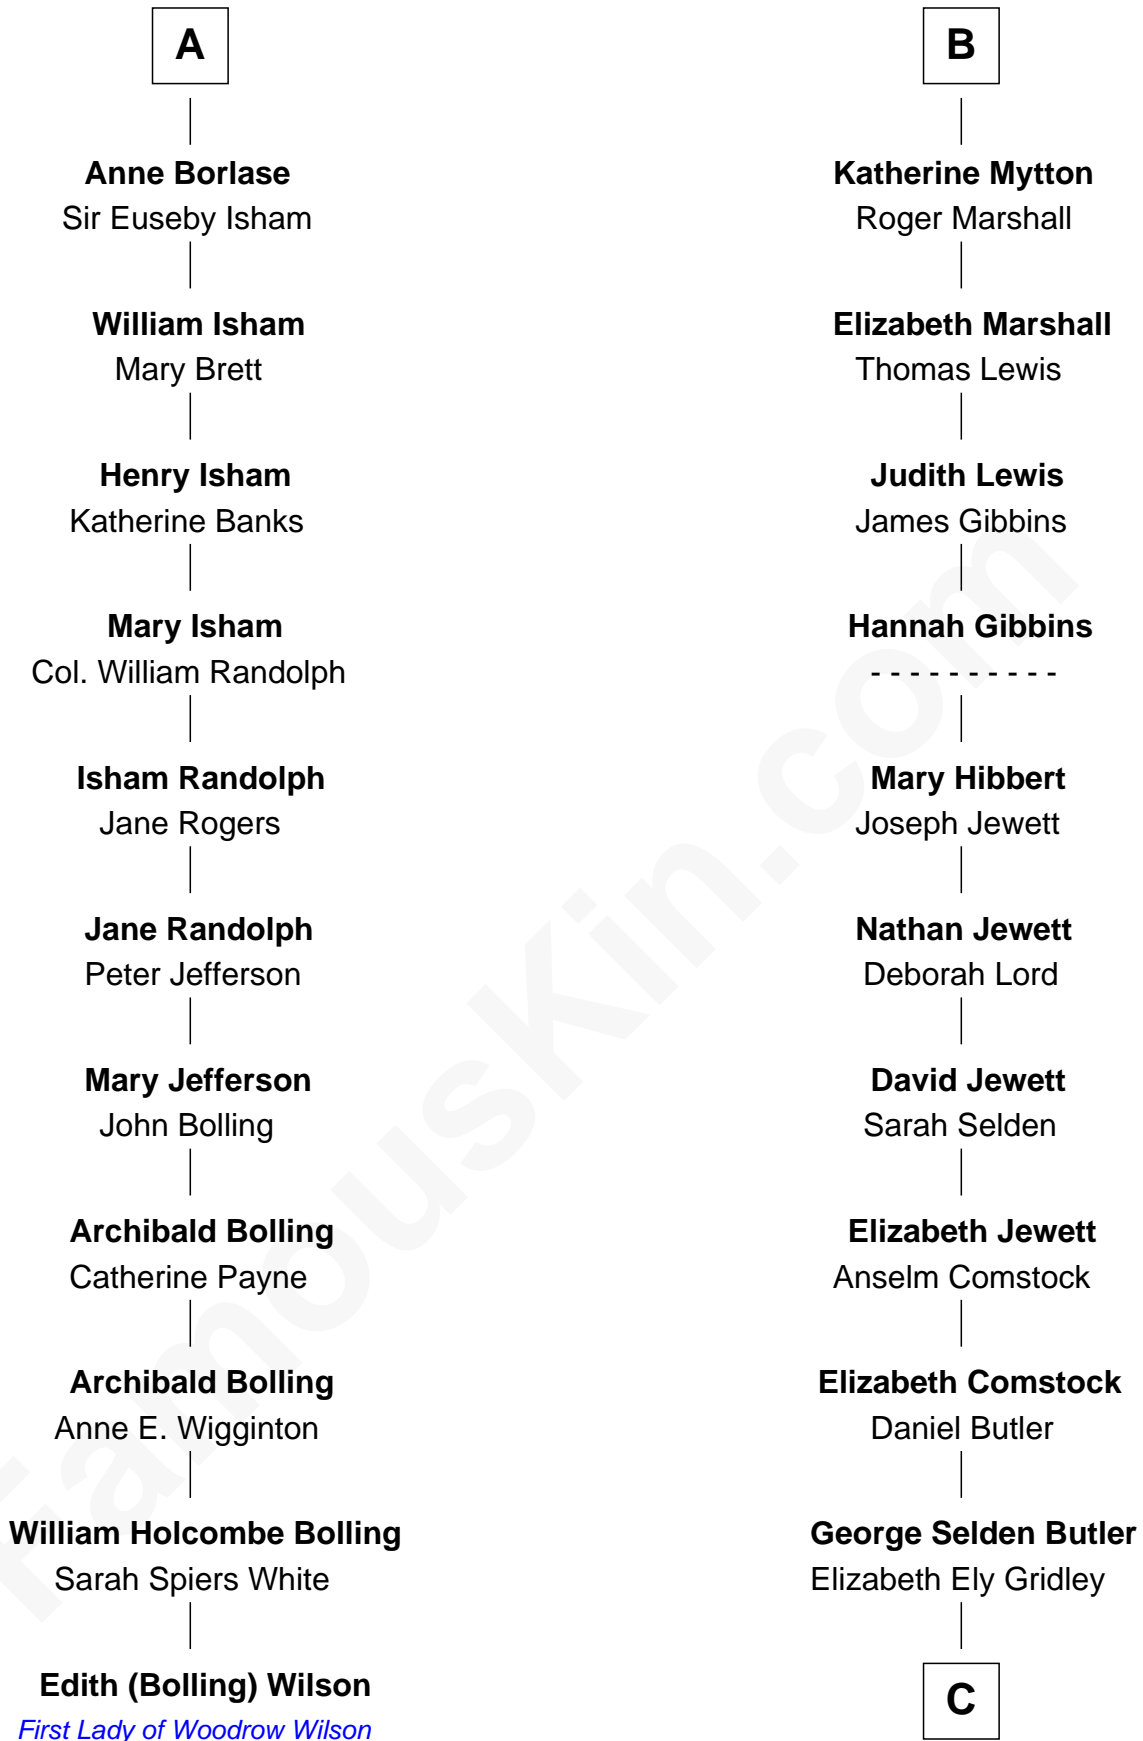 A
Anne Borlase
Sir Euseby Isham
William Isham
Mary Brett
Henry Isham
Katherine Banks
Mary Isham
Col. William Randolph
Isham Randolph
Jane Rogers
Jane Randolph
Peter Jefferson
Mary Jefferson
John Bolling
Archibald Bolling
Catherine Payne
Archibald Bolling
Anne E. Wigginton
William Holcombe Bolling
Sarah Spiers White
Edith (Bolling) Wilson
First Lady of Woodrow Wilson
B
Katherine Mytton
Roger Marshall
Elizabeth Marshall
Thomas Lewis
Judith Lewis
James Gibbins
Hannah Gibbins
- - - - - - - - - -
Mary Hibbert
Joseph Jewett
Nathan Jewett
Deborah Lord
David Jewett
Sarah Selden
Elizabeth Jewett
Anselm Comstock
Elizabeth Comstock
Daniel Butler
George Selden Butler
Elizabeth Ely Gridley
C
FamousKin.com